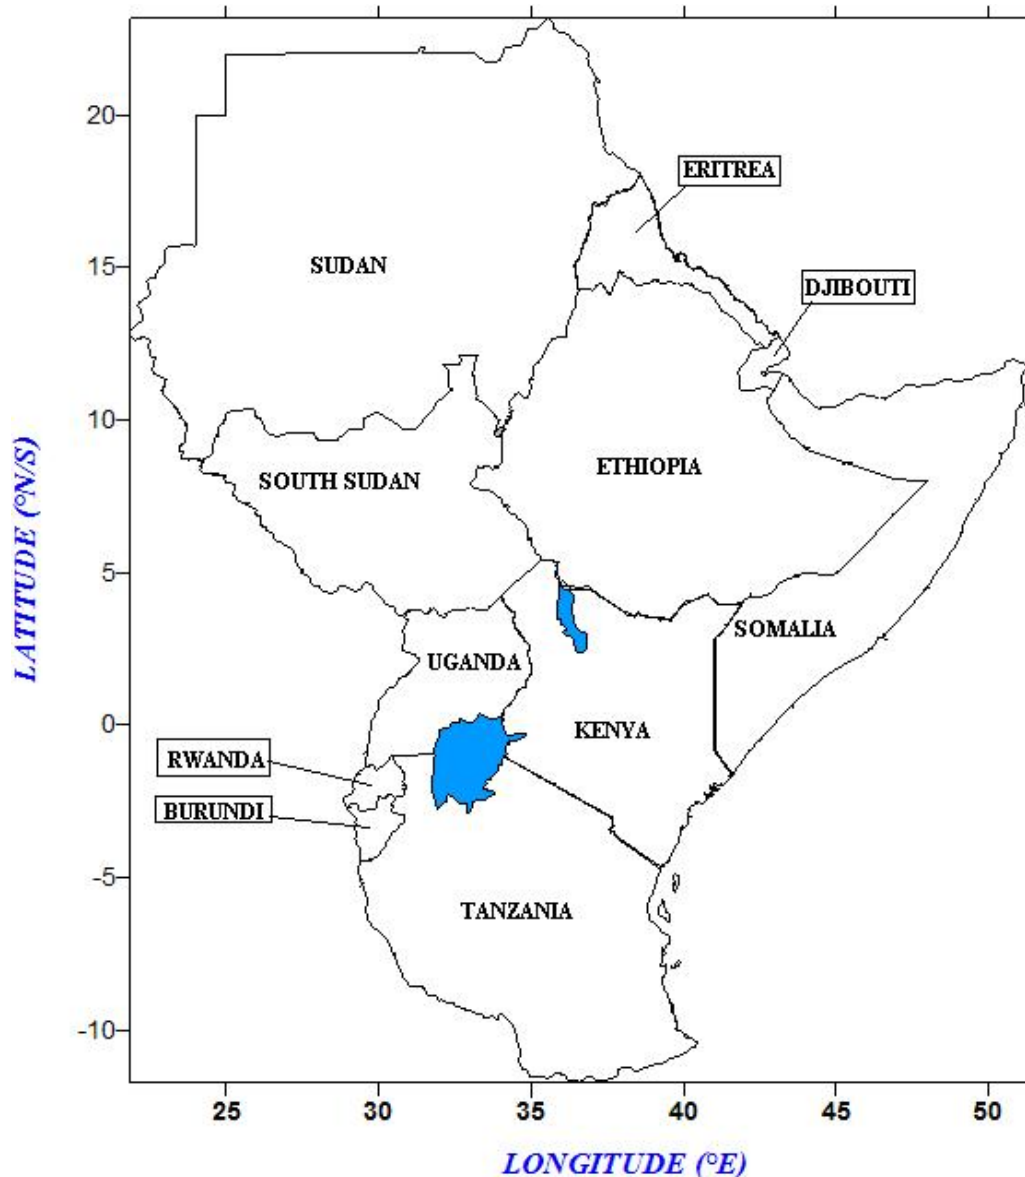 20
ERITREA
15
SUDAN
DJIBOUTI
10
ETHIOPIA
SOUTH SUDAN
5
SOMALIA
UGANDA
0
KENYA
RWANDA
BURUNDI
-5
TANZANIA
-10
25 30 35 40 45 50
LATITUDE (°N/S)
LONGITUDE (°E)